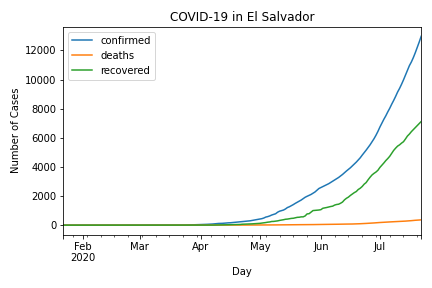 COVID-19 in El Salvador
confirmed
deaths
recovered
Number of Cases
12000
10000
8000
6000
4000
2000
0
Feb Mar Apr May Jun Jul
2020
Day